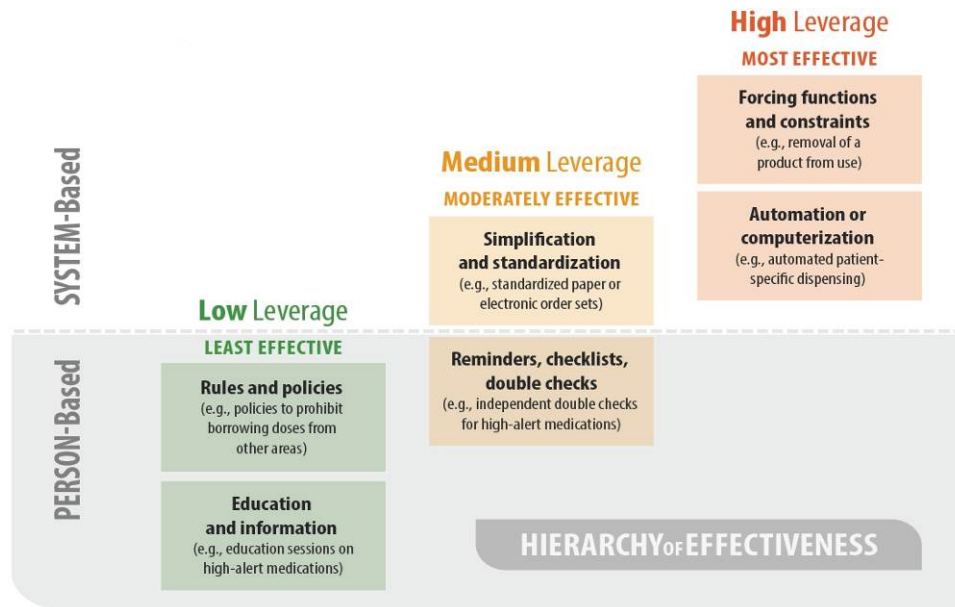 High Leverage
MOST EFFECTIVE
Forcing functions
and constraints
(e.g., removal of a
product from use)
Automation or
computerization
(e.g., automated patient-
specific dispensing)
Medium Leverage
MODERATELY EFFECTIVE
Simplification
and standardization
(e.g., standardized paper or
electronic order sets)
Reminders, checklists,
double checks
(e.g., independent double checks
for high-alert medications)
Low Leverage
LEAST EFFECTIVE
Rules and policies
(e.g., policies to prohibit
borrowing doses from
other areas)
Education
and information
(e.g., education sessions on
high-alert medications)
SYSTEM-Based
PERSON-Based
HIERARCHY OF EFFECTIVENESS